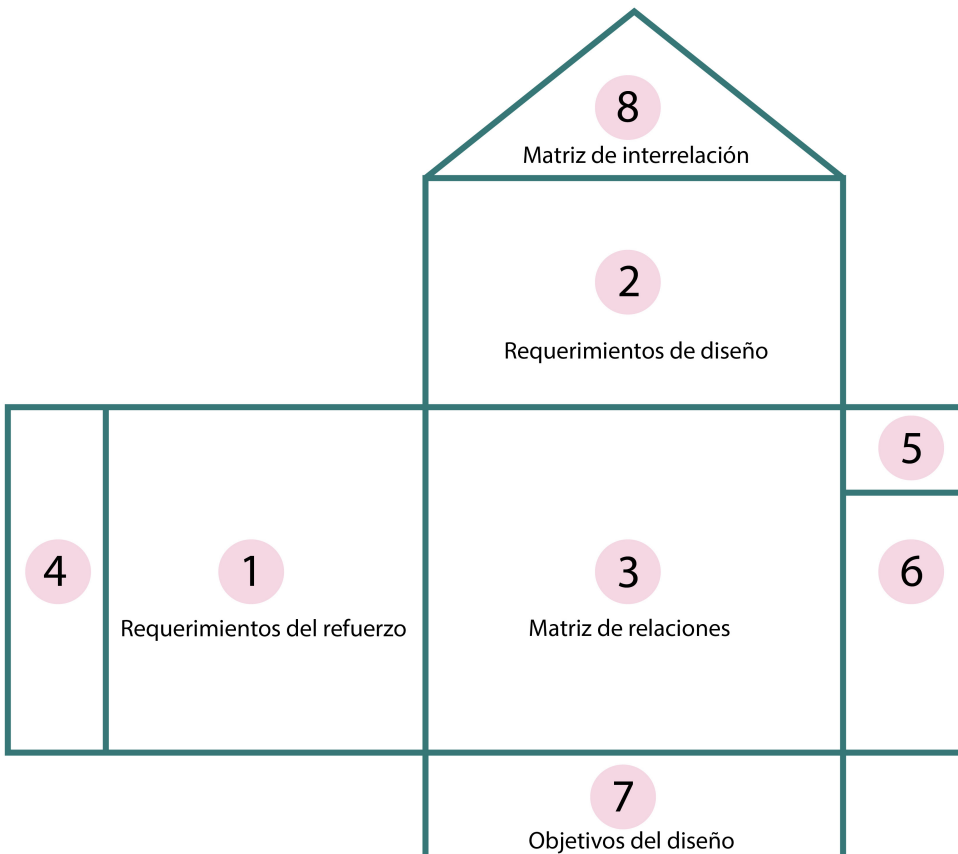 8
Matriz de interrelación
2
Requerimientos de diseño
5
4
1
3
6
Requerimientos del refuerzo
Matriz de relaciones
7
Objetivos del diseño